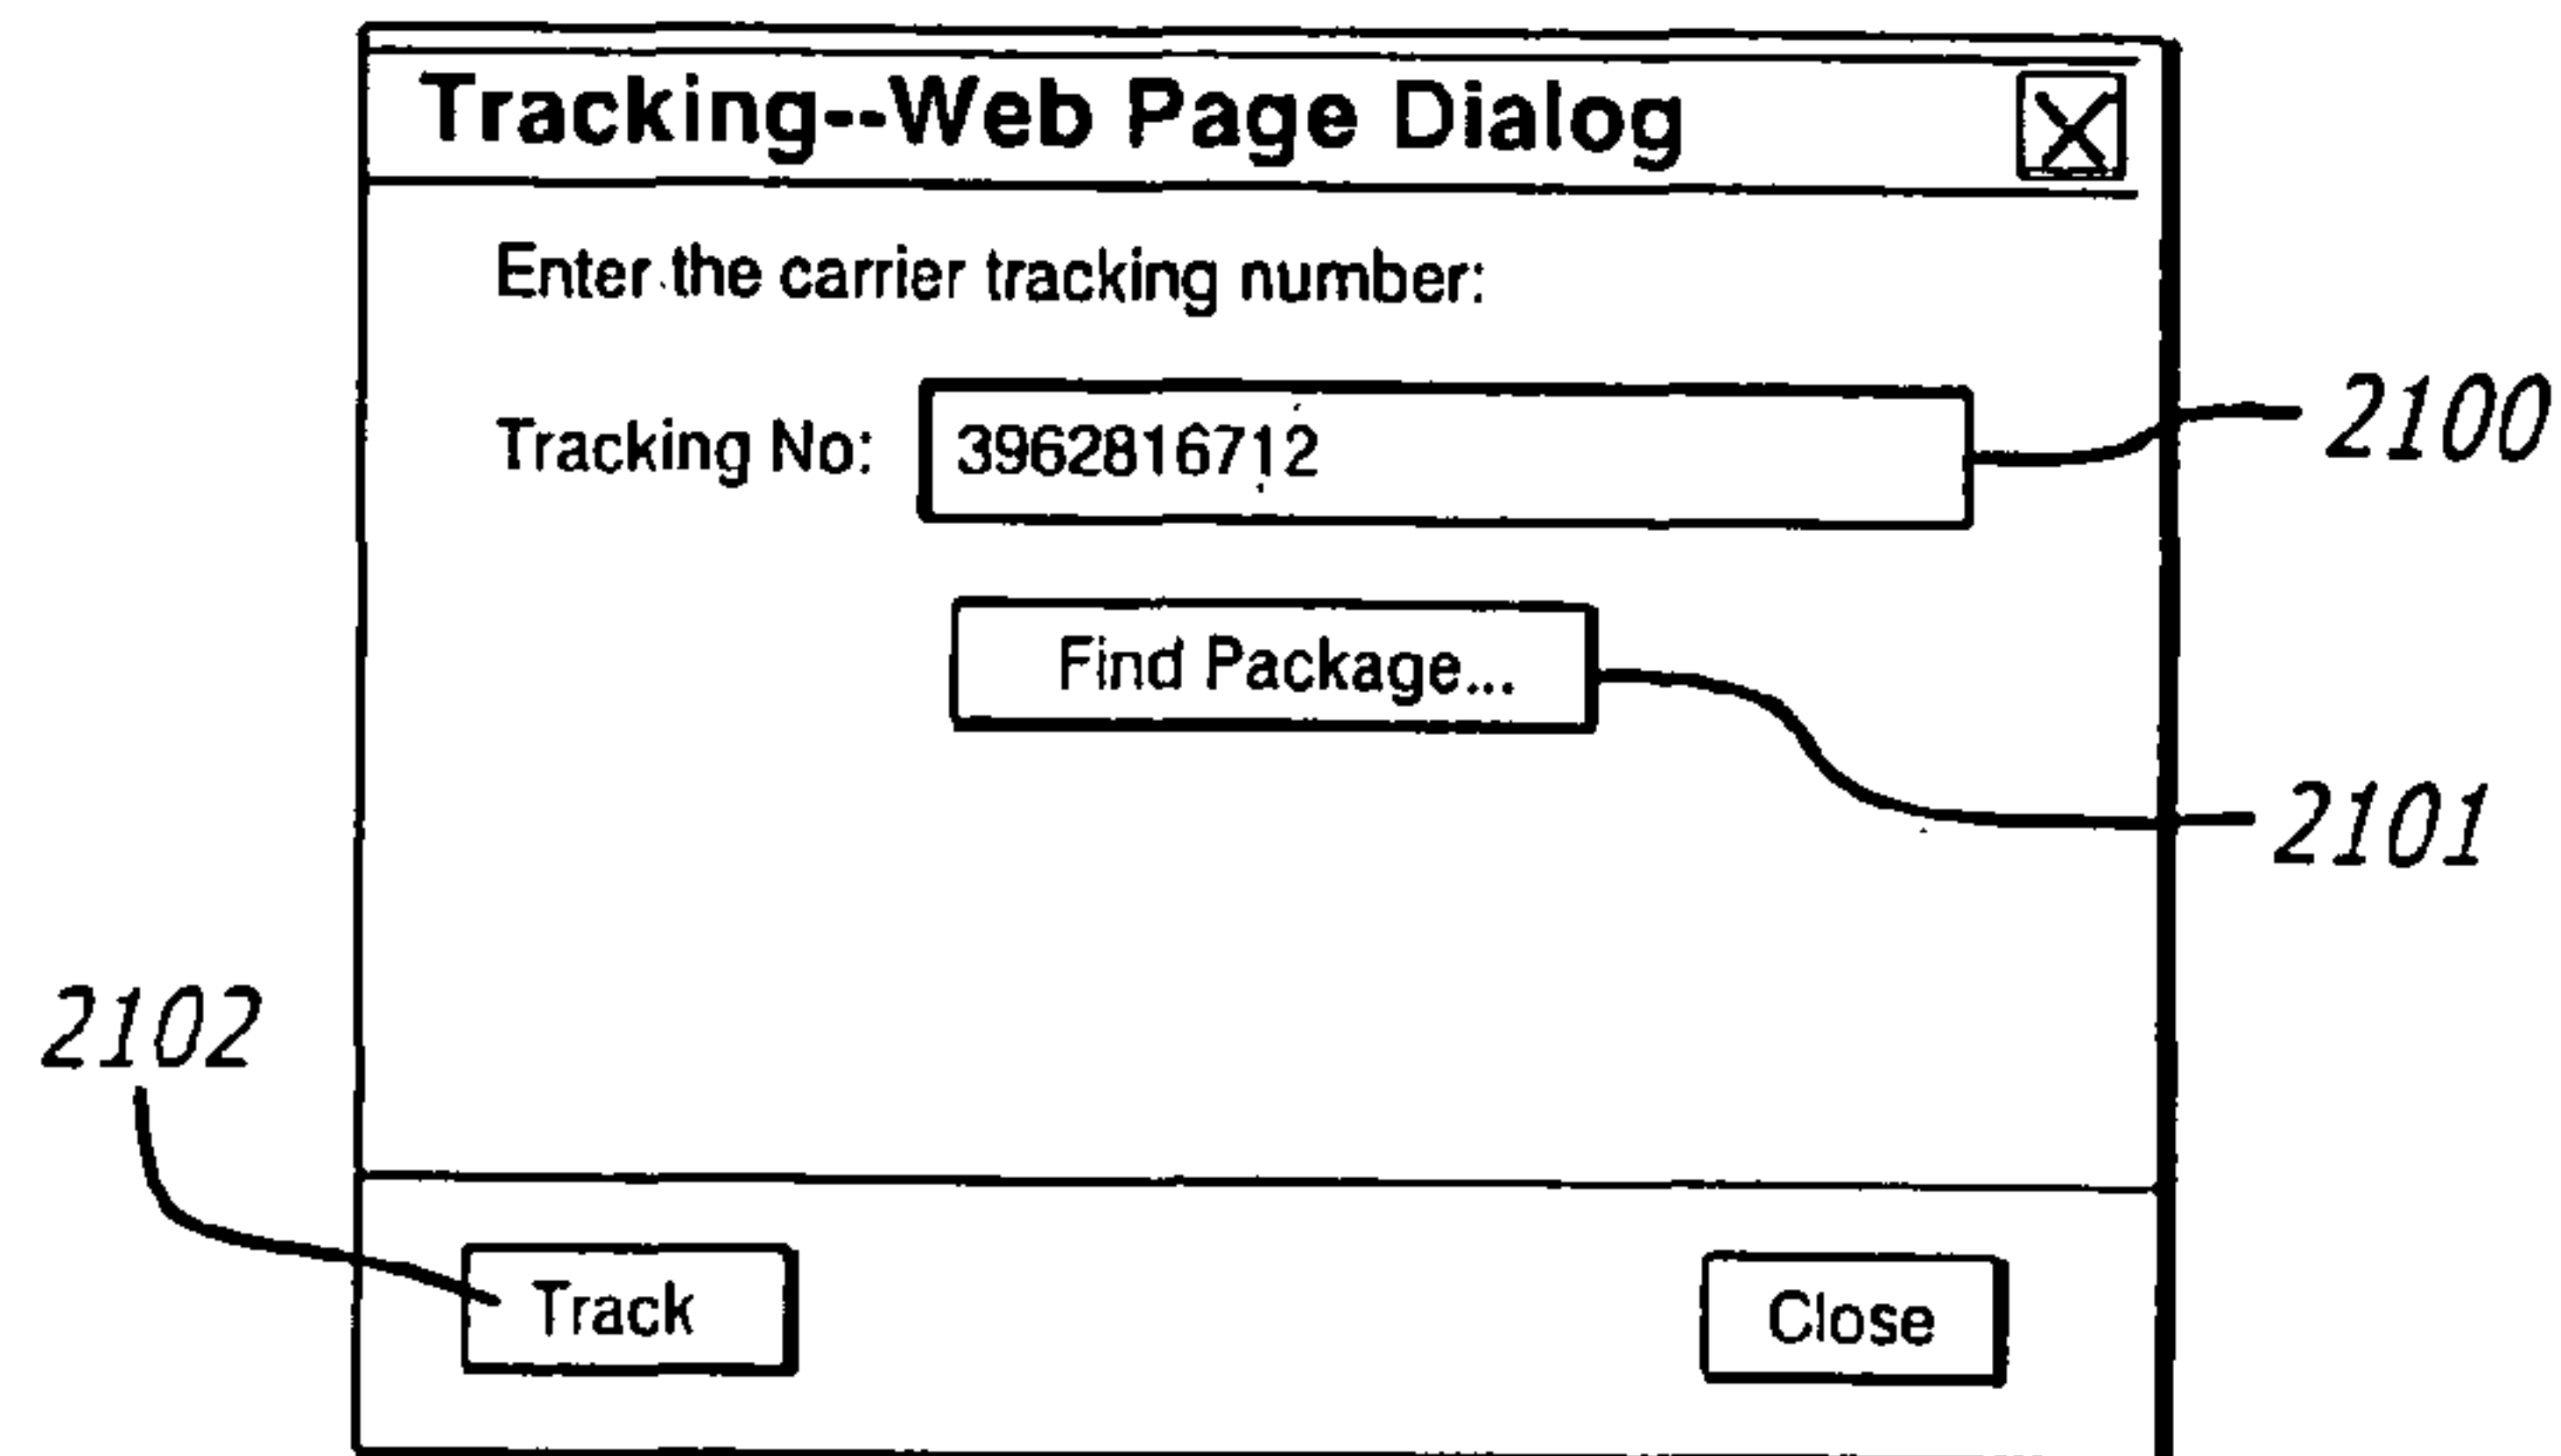 Tracking--Web Page Dialog X
Enter the carrier tracking number:
Tracking No: 3962816712
2100
Find Package...
2101
2102
Track Close